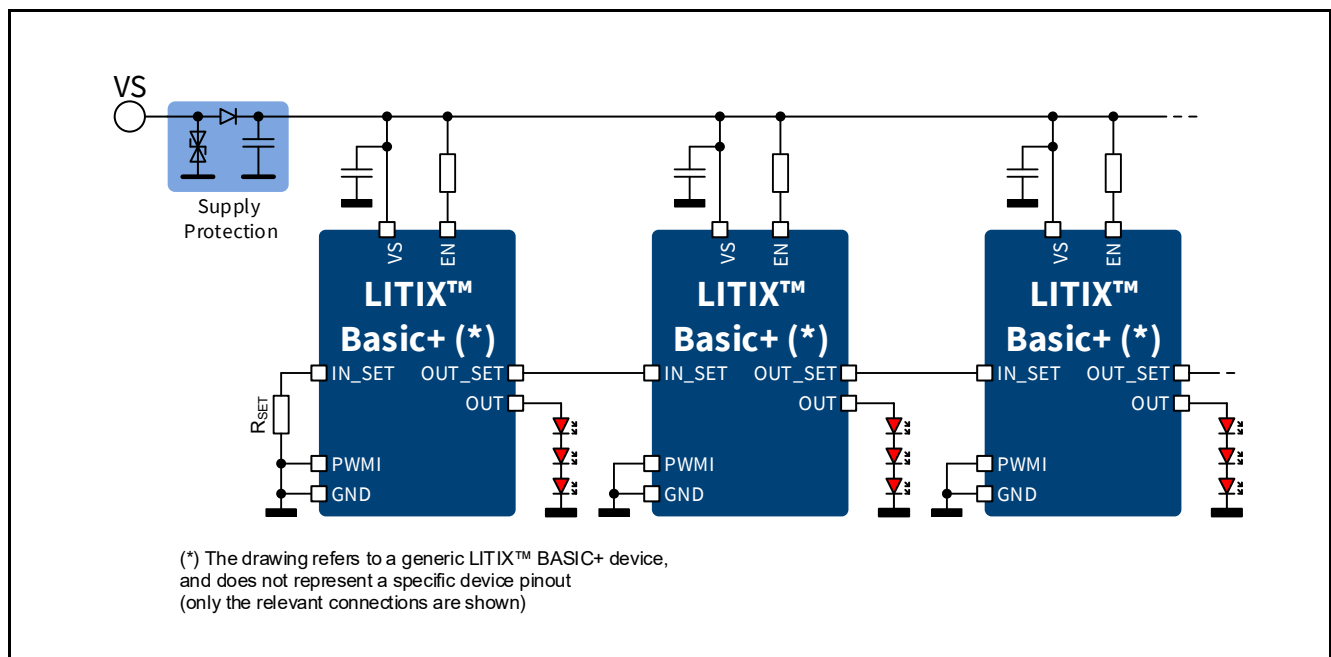 VS
Supply
Protection
VS
EN
LITIX™
Basic+ (*)
IN_SET
OUT_SET
OUT
RSET
PWMI
GND
VS
EN
LITIX™
Basic+ (*)
IN_SET
OUT_SET
OUT
PWMI
GND
VS
EN
LITIX™
Basic+ (*)
IN_SET
OUT_SET
OUT
PWMI
GND
(*) The drawing refers to a generic LITIX™ BASIC+ device,
and does not represent a specific device pinout
(only the relevant connections are shown)